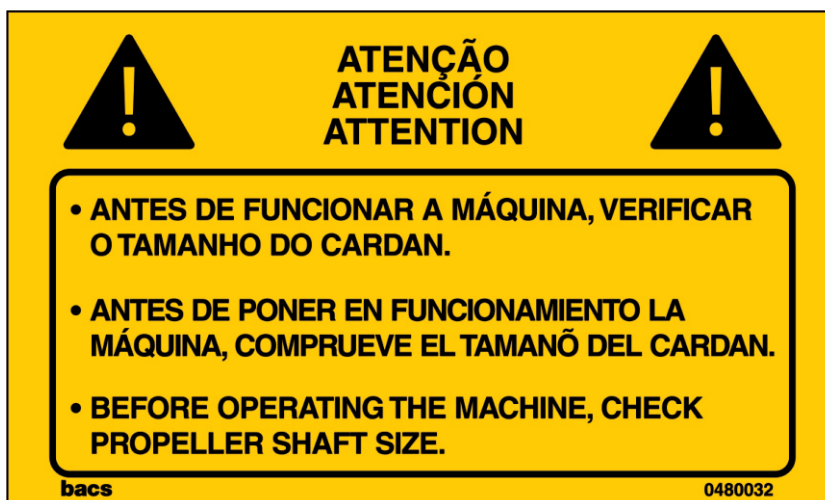 ATENÇÃO
ATENCIÓN
ATTENTION
• ANTES DE FUNCIONAR A MÁQUINA, VERIFICAR
O TAMANHO DO CARDAN.
• ANTES DE PONER EN FUNCIONAMIENTO LA
MÁQUINA, COMPRUEVE EL TAMANÕ DEL CARDAN.
• BEFORE OPERATING THE MACHINE, CHECK
PROPELLER SHAFT SIZE.
bacs 0480032